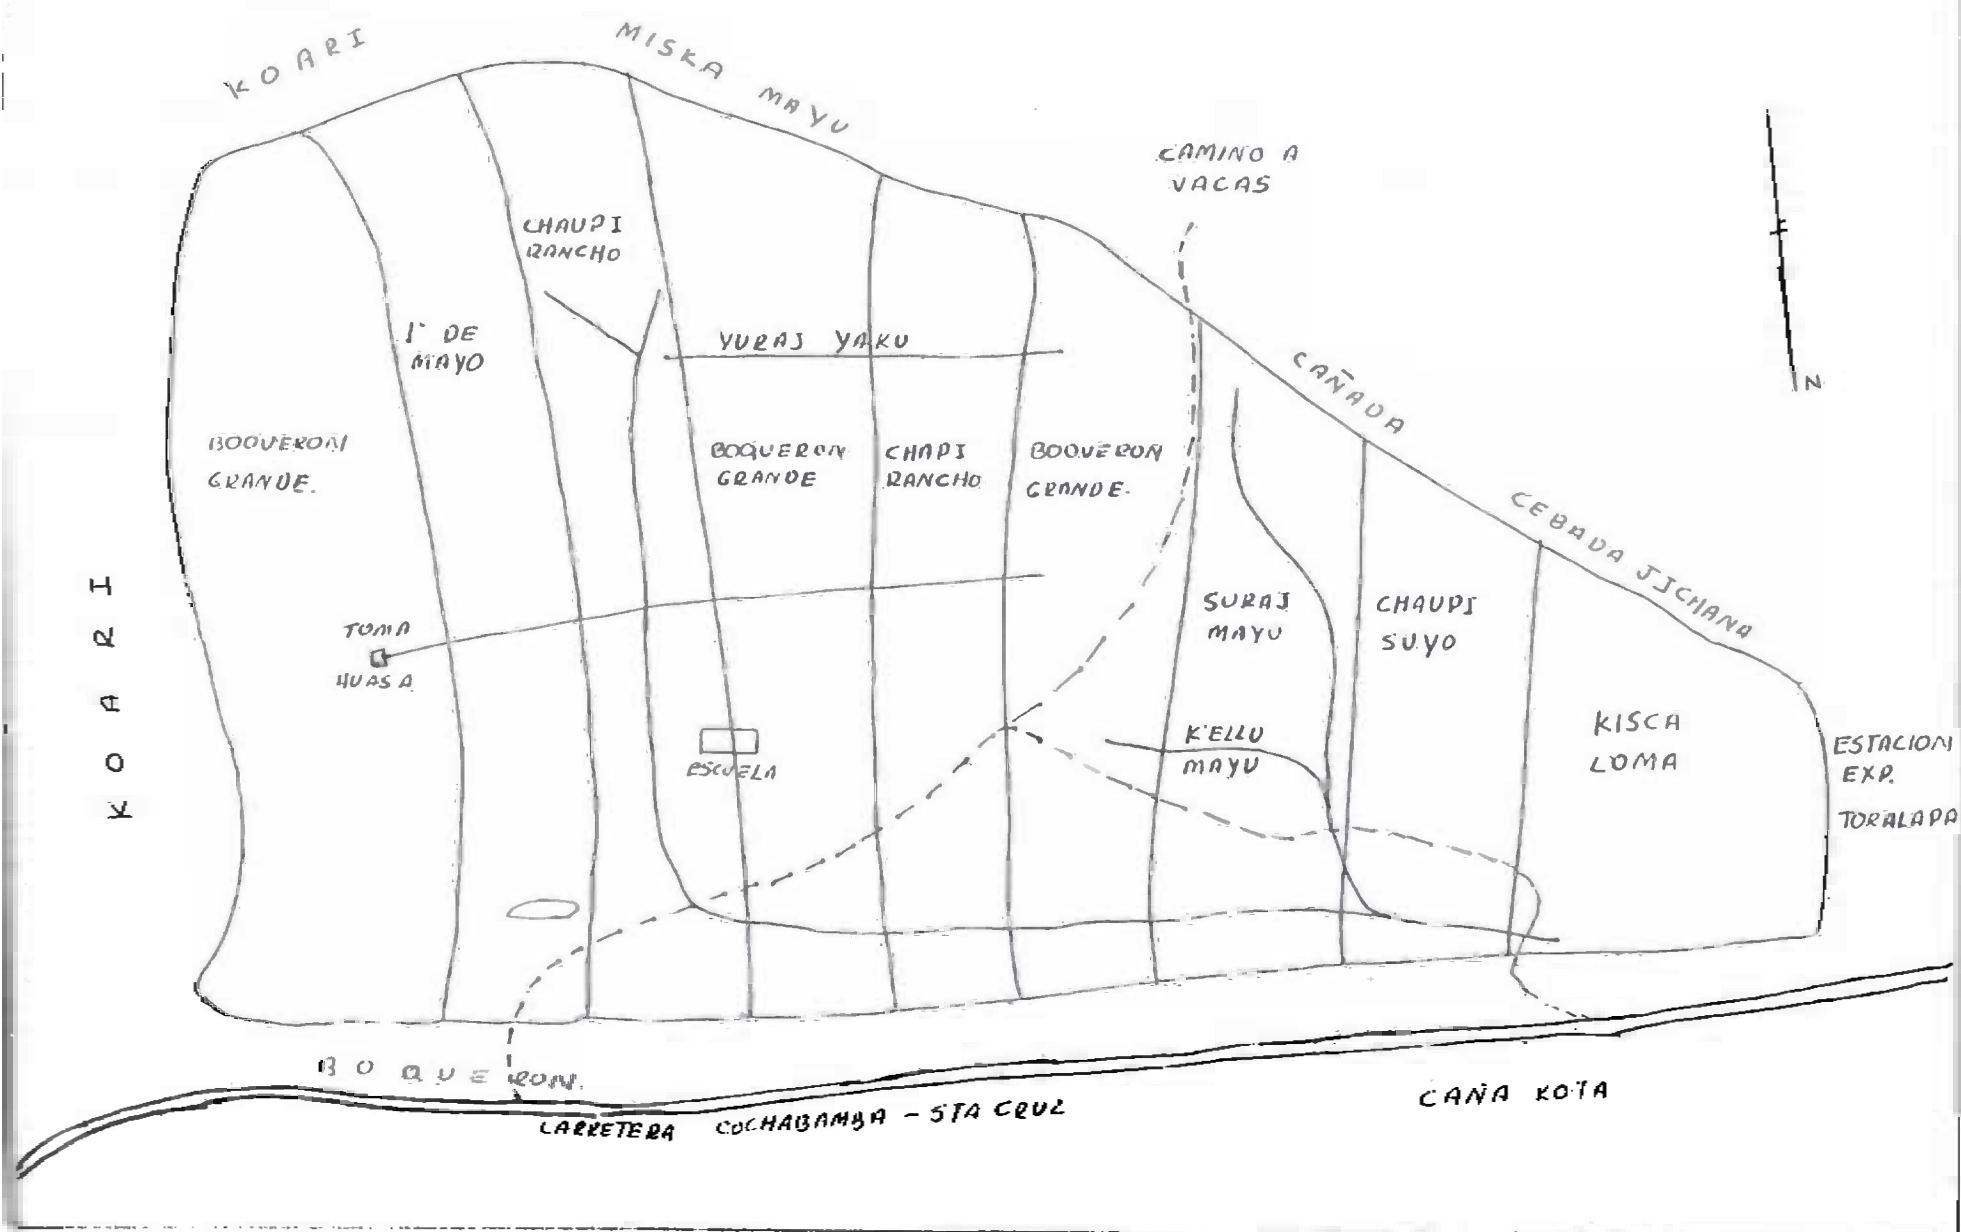 KOARI
MISKA MAYU
CAMINO A
VACAS
CHAUPI
RANCHO
1º DE
MAYO
YURAJ YAKU
CAÑADA
N
BOQUERON
GRANDE.
BOQUERON
GRANDE
CHAPI
RANCHO
BOQUERON
GRANDE.
CEBADA JICHANA
KOARI
TOMA
HUASA
SURAJ
MAYU
CHAUPI
SUYO
ESCUELA
K'ELLU
MAYU
KISCA
LOMA
ESTACION
EXP.
TORALAPA
BOQUERON.
CARRETERA COCHABAMBA - STA CRUZ
CAÑA KOTA